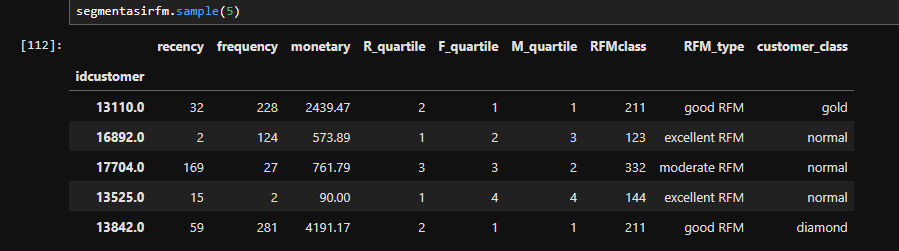 segmentasirfm.sample(5)
[112]: recency frequency monetary R_quartile F_quartile M_quartile RFMclass RFM_type customer_class
idcustomer
13110.0 32 228 2439.47 2 1 1 211 good RFM gold
16892.0 2 124 573.89 1 2 3 123 excellent RFM normal
17704.0 169 27 761.79 3 3 2 332 moderate RFM normal
13525.0 15 2 90.00 1 4 4 144 excellent RFM normal
13842.0 59 281 4191.17 2 1 1 211 good RFM diamond